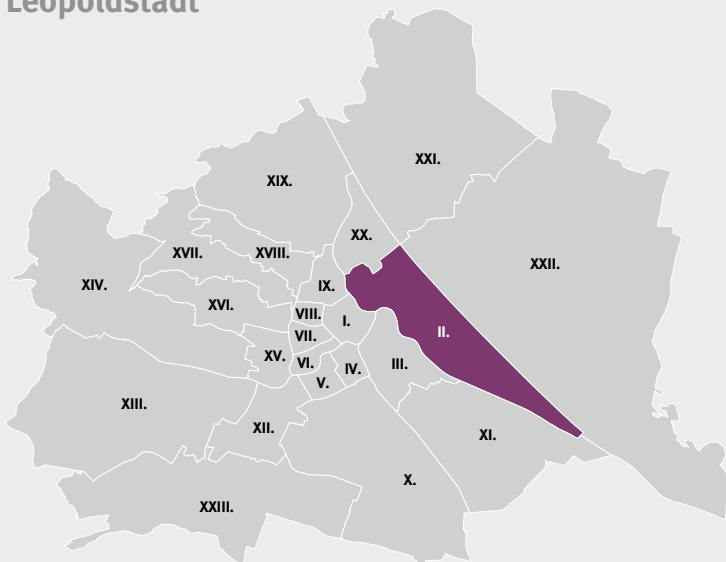 Leopoldstadt
XXI.
XIX.
XX.
XVII.
XVIII.
XXII.
XIV.
IX.
XVI.
VIII.
I.
II.
VII.
XV.
VI.
IV.
III.
V.
XIII.
XII.
XI.
X.
XXIII.